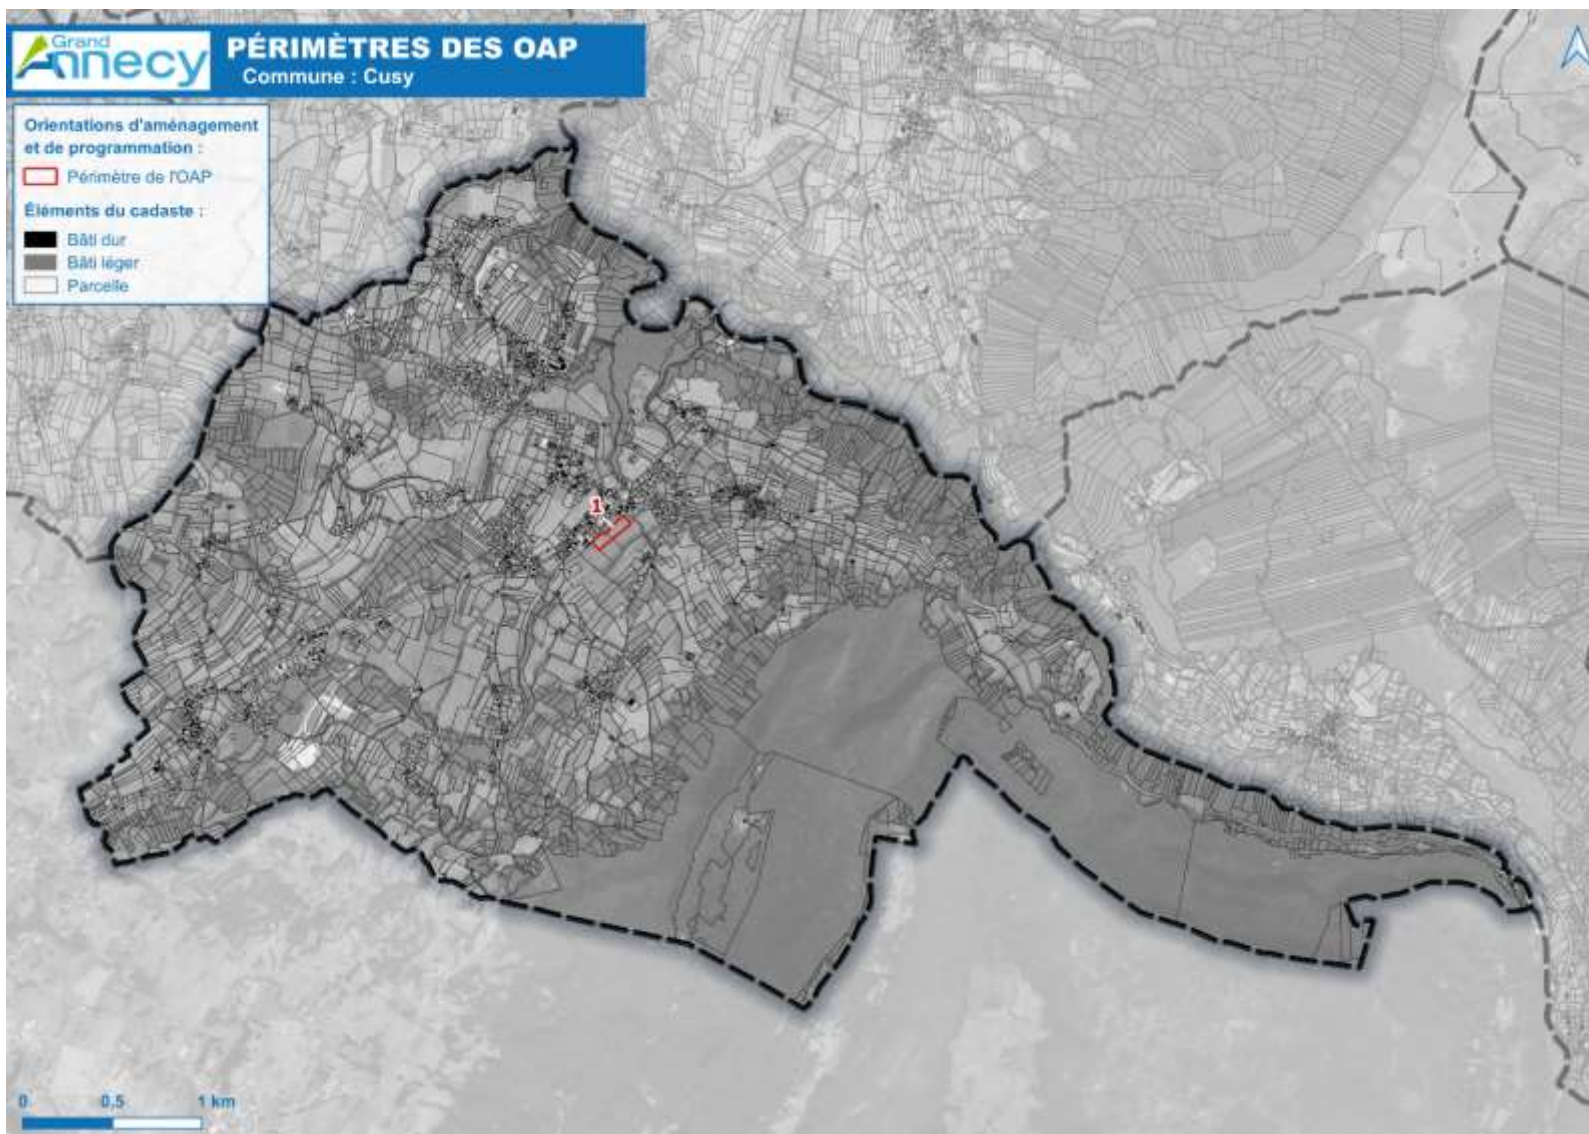 Grand
Annecy
PÉRIMÈTRES DES OAP
Commune : Cusy
Orientations d'aménagement
et de programmation :
Périmètre de l'OAP
Éléments du cadaste :
Bâti dur
Bâti léger
Parcelle
1
0 0,5 1 km